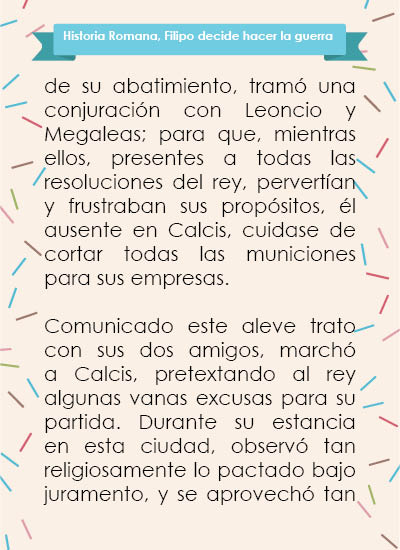 Historia Romana, Filipo decide hacer la guerra
de su abatimiento, tramó una
conjuración con Leoncio y
Megaleas; para que, mientras
ellos, presentes a todas las
resoluciones del rey, pervertían
y frustraban sus propósitos, él
ausente en Calcis, cuidase de
cortar todas las municiones
para sus empresas.
Comunicado este aleve trato
con sus dos amigos, marchó
a Calcis, pretextando al rey
algunas vanas excusas para su
partida. Durante su estancia
en esta ciudad, observó tan
religiosamente lo pactado bajo
juramento, y se aprovechó tan